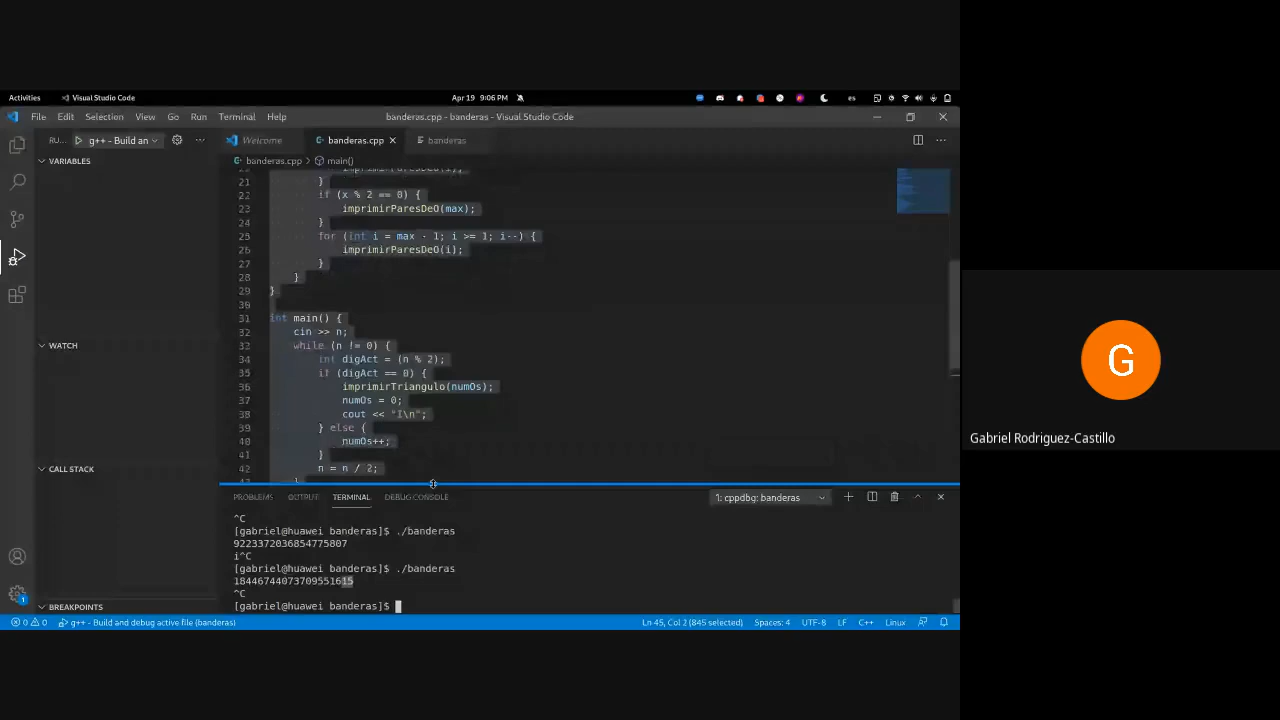 Activities Visual Studio Code Apr 19 9:06 PM es
File Edit Selection View Go Run Terminal Help banderas.cpp - banderas - Visual Studio Code
RU... g++ - Build an Welcome banderas.cpp banderas
VARIABLES banderas.cpp > main()
21 }
22 if (x % 2 == 0) {
23 imprimirParesDeO(max);
24 }
25 for (int i = max - 1; i >= 1; i--) {
26 imprimirParesDeO(i);
27 }
28 }
29 }
30
31 int main() {
32 cin >> n;
33 while (n != 0) {
34 int digAct = (n % 2);
35 if (digAct == 0) {
36 imprimirTriangulo(numOs);
37 numOs = 0;
38 cout << "I\n";
39 } else {
40 numOs++;
41 }
42 n = n / 2;
WATCH
CALL STACK
BREAKPOINTS
PROBLEMS OUTPUT TERMINAL DEBUG CONSOLE 1: cppdbg: banderas
^C
[gabriel@huawei banderas]$ ./banderas
9223372036854775807
i^C
[gabriel@huawei banderas]$ ./banderas
18446744073709551615
^C
[gabriel@huawei banderas]$
1
0 0 g++ - Build and debug active file (banderas) Ln 45, Col 2 (845 selected) Spaces: 4 UTF-8 LF C++ Linux
G
Gabriel Rodriguez-Castillo